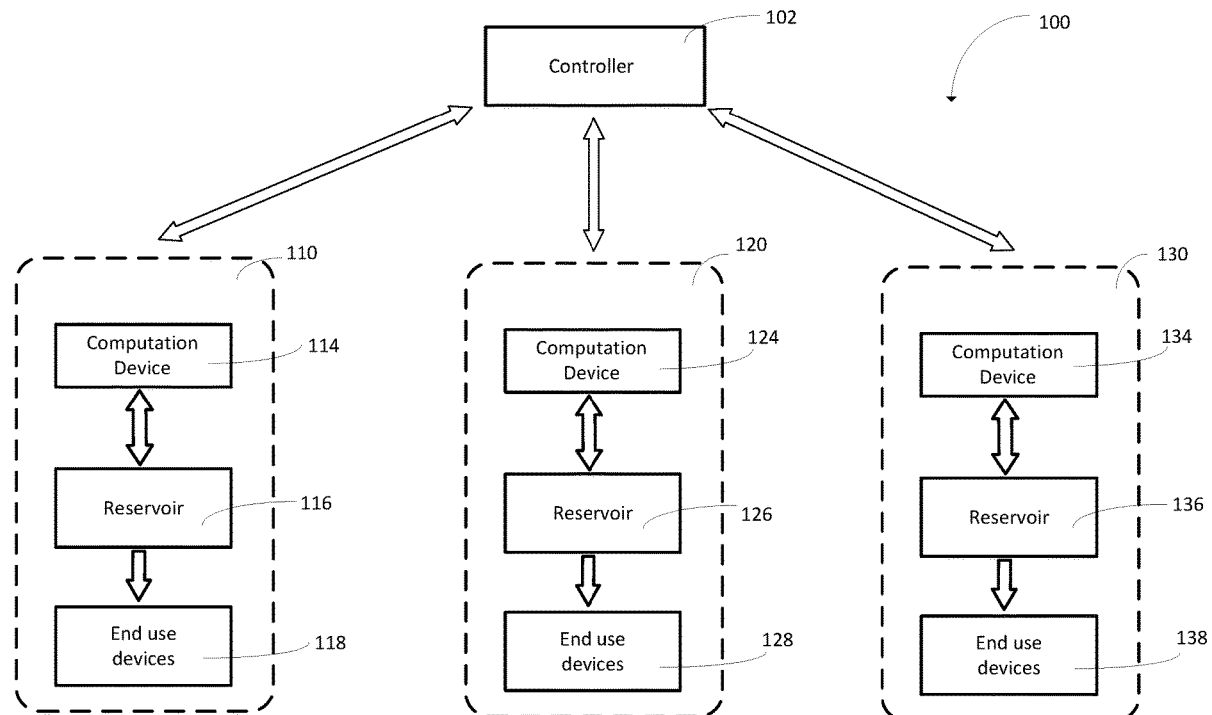 102
100
Controller
110
120
130
Computation
Device
114
Computation
Device
124
Computation
Device
134
Reservoir
116
Reservoir
126
Reservoir
136
End use
devices
118
End use
devices
128
End use
devices
138